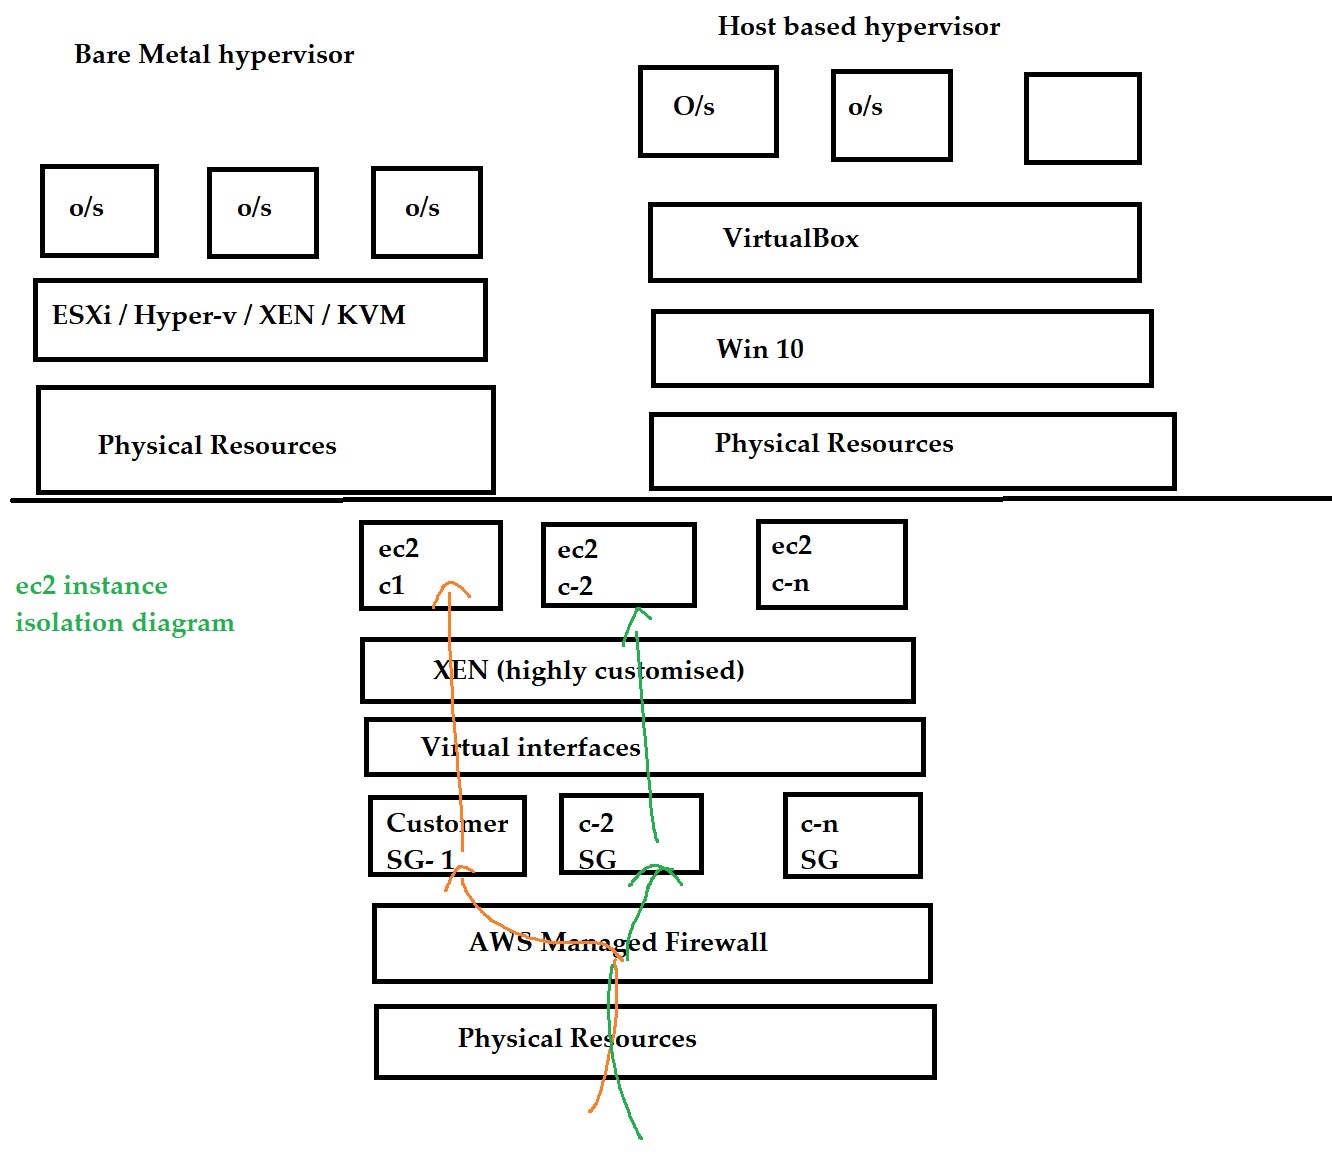 Bare Metal hypervisor
o/s
o/s
o/s
ESXi / Hyper-v / XEN / KVM
Physical Resources
Host based hypervisor
O/s
o/s
VirtualBox
Win 10
Physical Resources
ec2 instance
isolation diagram
ec2
c1
ec2
c-2
ec2
c-n
XEN (highly customised)
Virtual interfaces
Customer
SG- 1
c-2
SG
c-n
SG
AWS Managed Firewall
Physical Resources